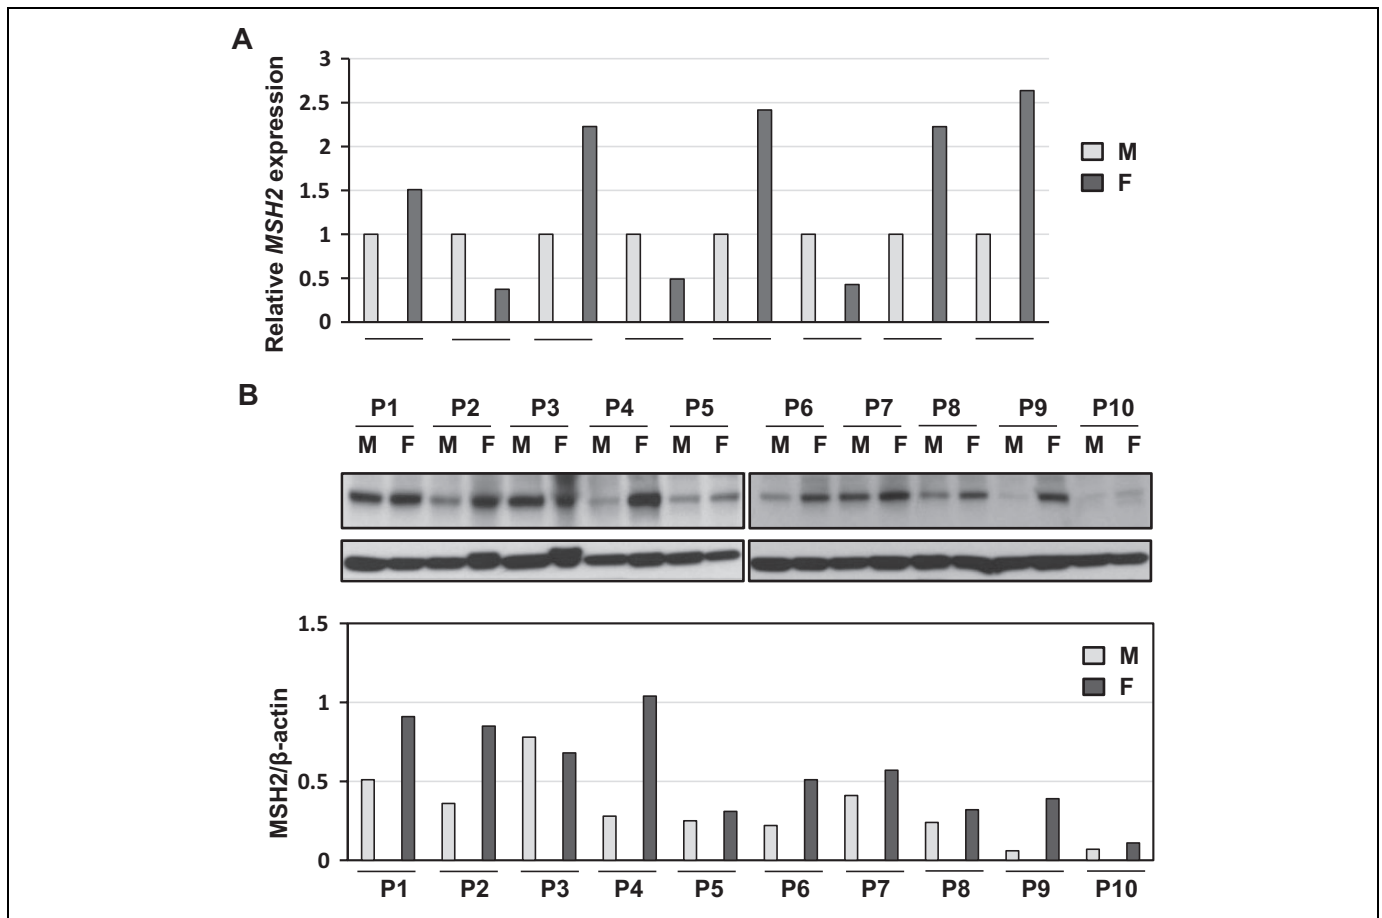 A
Relative MSH2 expression
3
2.5
2
1.5
1
0.5
0
M
F
B
P1 P2 P3 P4 P5 P6 P7 P8 P9 P10
M F M F M F M F M F M F M F M F M F M F
MSH2/β-actin
1.5
1
0.5
0
M
F
P1 P2 P3 P4 P5 P6 P7 P8 P9 P10